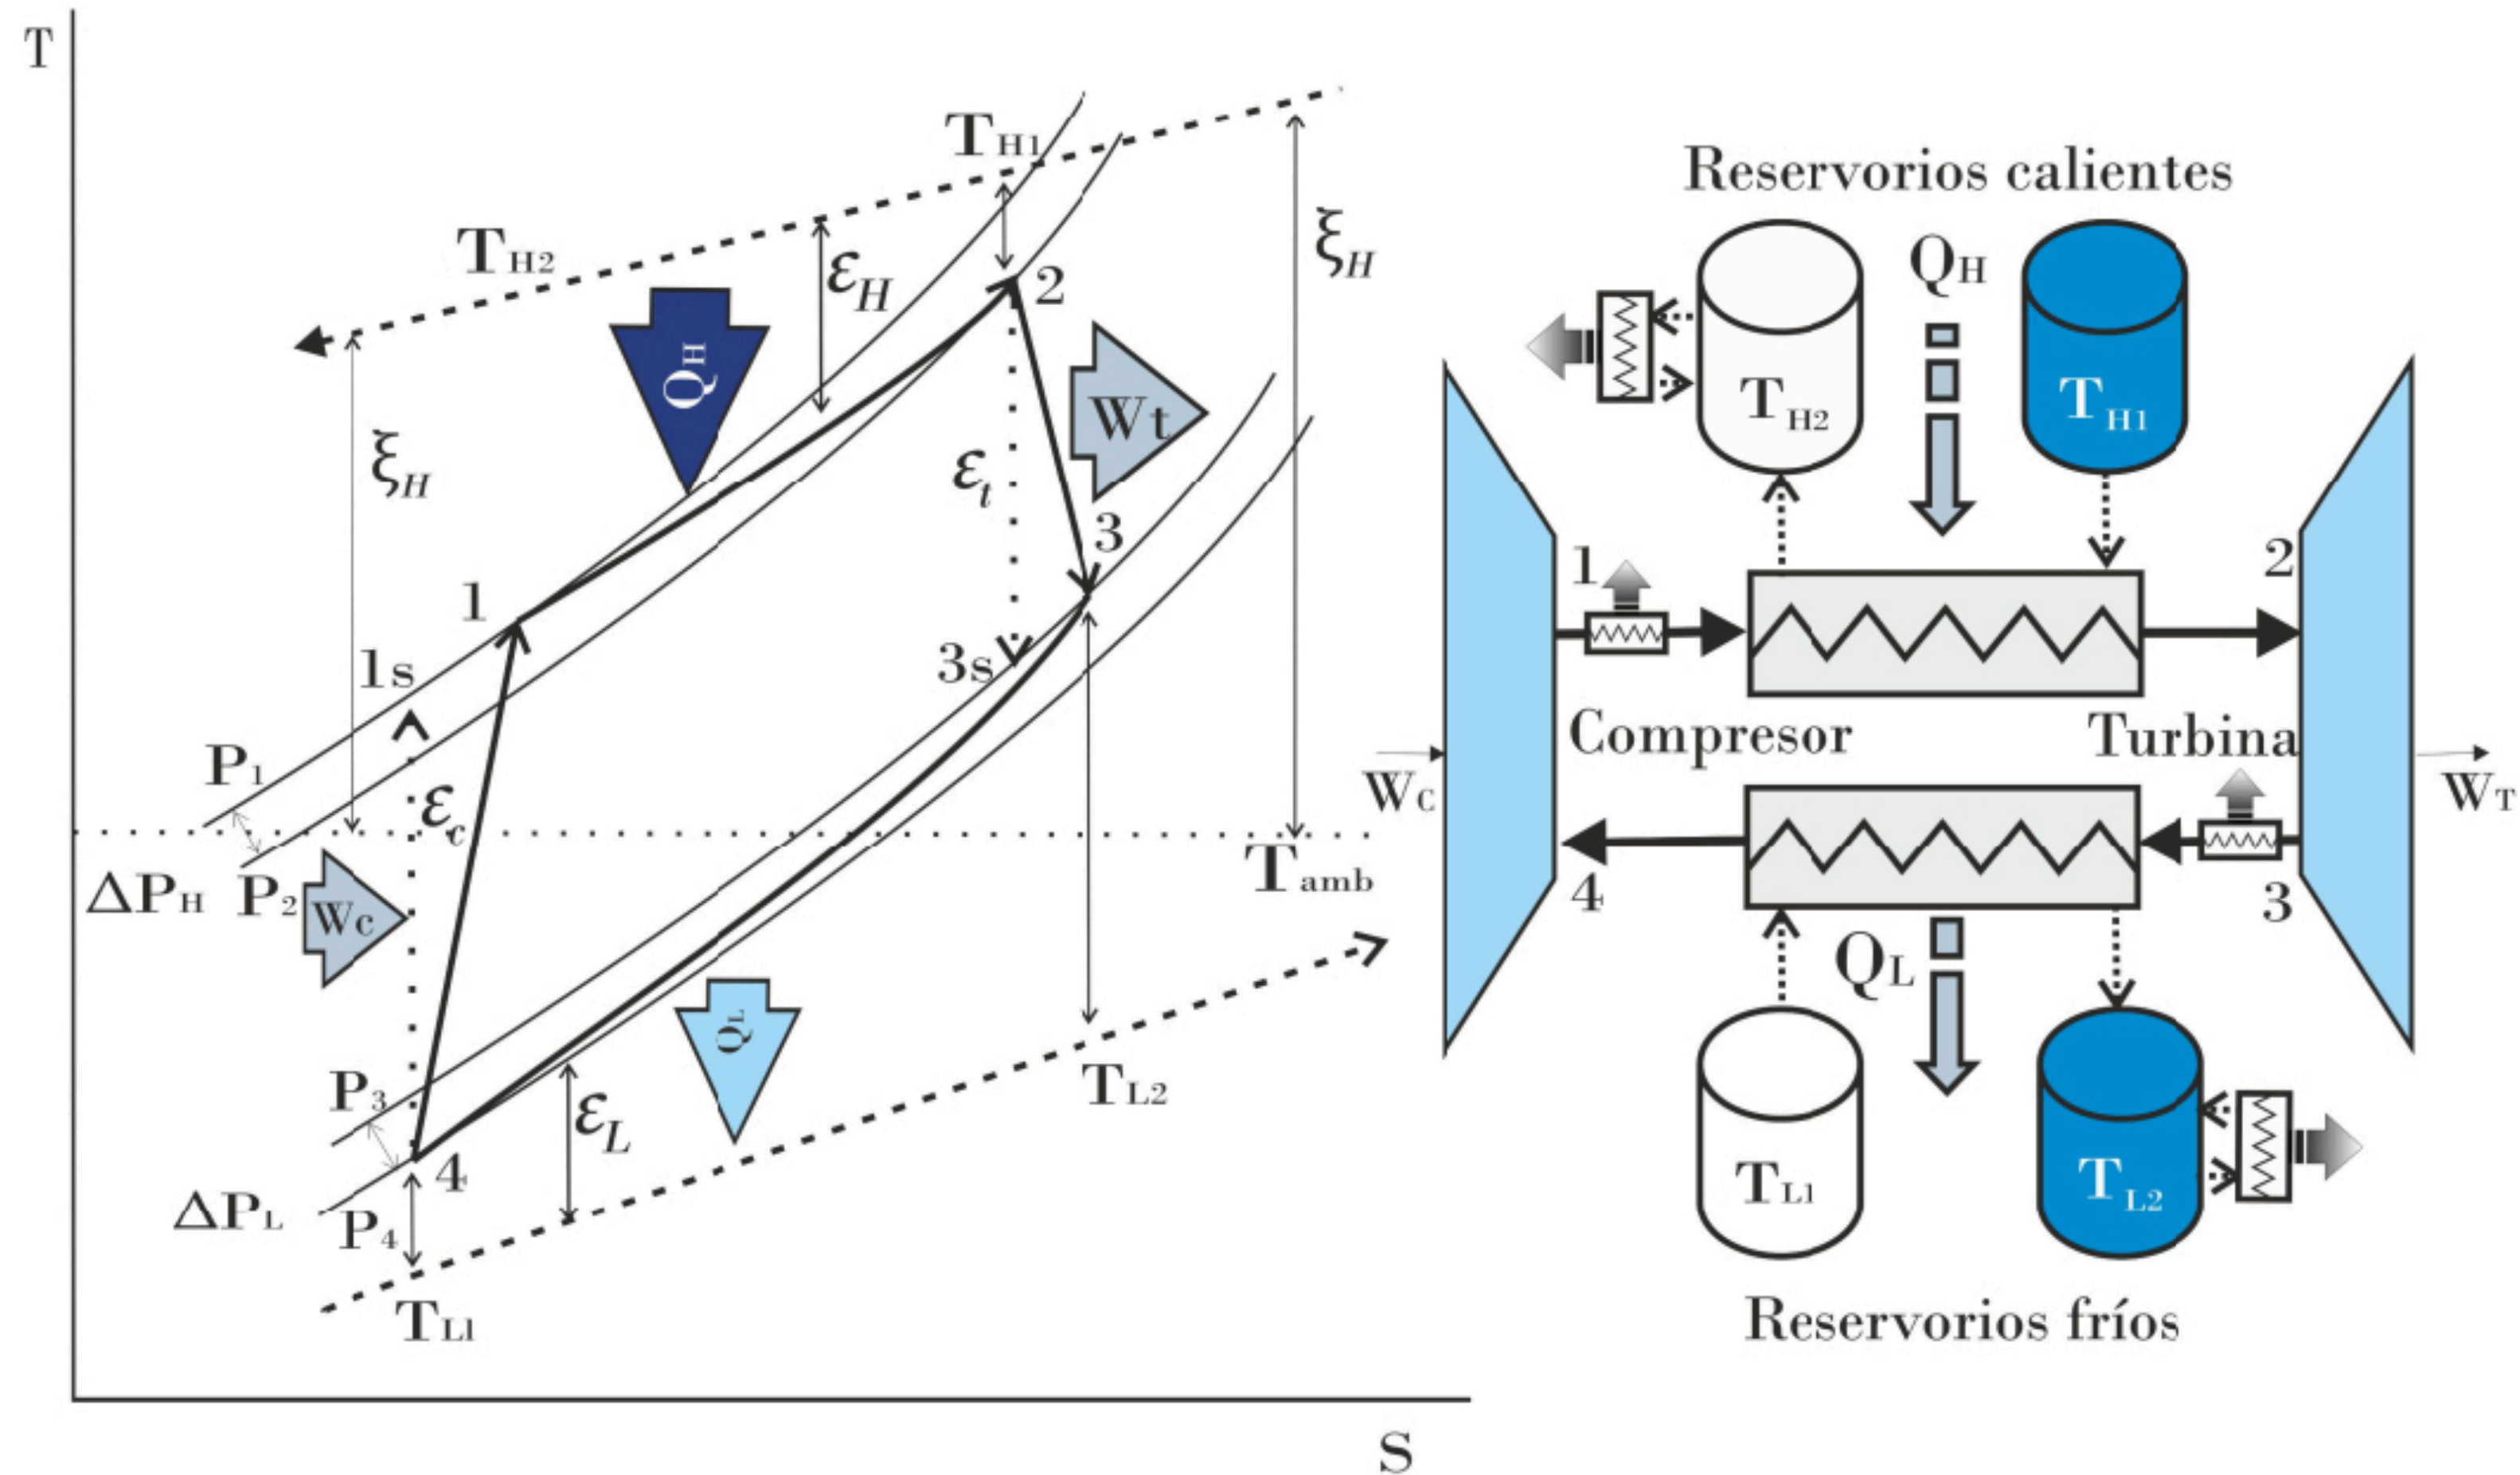 T
T_H1
T_H2
ξ_H
ε_H
2
Q_H
ξ_H
Wt
ε_t
3
1
1s
3s
P_1
ε_c
T_amb
ΔP_H P_2
Wc
Q_L
P_3
T_L2
ε_L
4
ΔP_L
P_4
T_L1
S
Reservorios calientes
Q_H
T_H2
T_H1
1
2
Compresor
Turbina
W_C
W_T
4
3
Q_L
T_L1
T_L2
Reservorios fríos